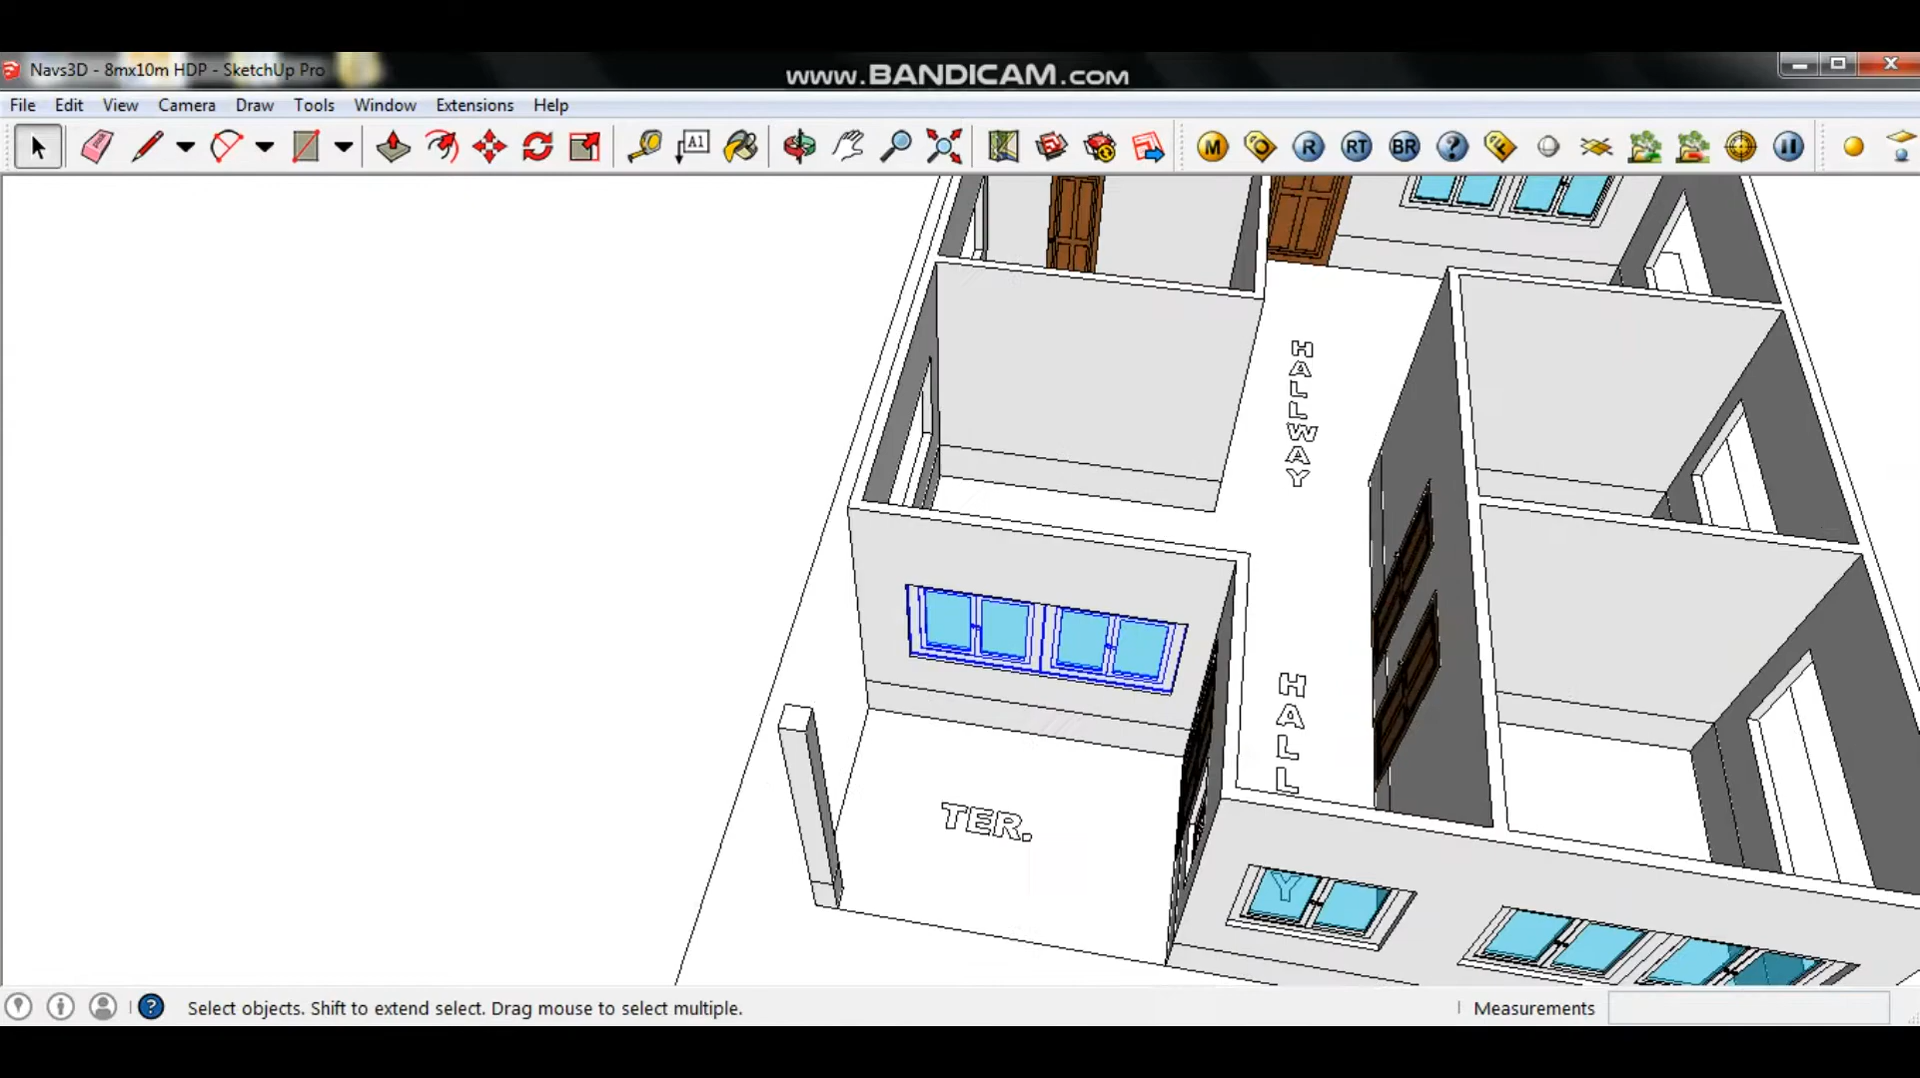 Navs3D - 8mx10m HDP - SketchUp Pro
www.BANDICAM.com
File Edit View Camera Draw Tools Window Extensions Help
A1 M R RT BR ?
HALLWAY
HALL
TER.
Y
Select objects. Shift to extend select. Drag mouse to select multiple.
Measurements